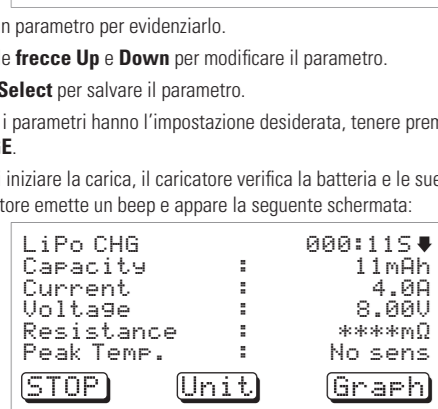 n parametro per evidenziarlo.
e frecce Up e Down per modificare il parametro.
Select per salvare il parametro.
i parametri hanno l'impostazione desiderata, tenere prem
E.
iniziare la carica, il caricatore verifica la batteria e le sue
tore emette un beep e appare la seguente schermata:
LiPo CHG 000:11S
Capacity : 11mAh
Current : 4.0A
Voltage : 8.00V
Resistance : ****mΩ
Peak Temp. : No sens
STOP Unit Graph